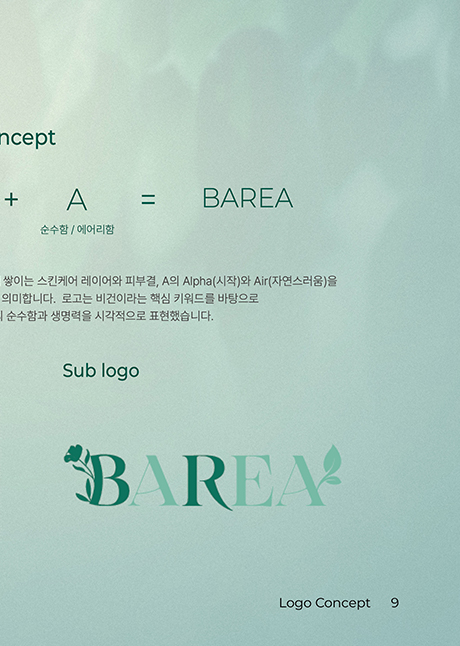 ncept
+ A = BAREA
순수함 / 에어리함
쌓이는 스킨케어 레이어와 피부결, A의 Alpha(시작)와 Air(자연스러움)을
의미합니다. 로고는 비건이라는 핵심 키워드를 바탕으로
순수함과 생명력을 시각적으로 표현했습니다.
Sub logo
BAREA
Logo Concept 9